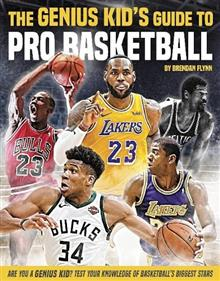 THE GENIUS KID'S GUIDE TO
PRO BASKETBALL
BY BRENDAN FLYNN
BULLS
23
LAKERS
23
LAKERS
BUCKS
34
ARE YOU A GENIUS KID? TEST YOUR KNOWLEDGE OF BASKETBALL'S BIGGEST STARS